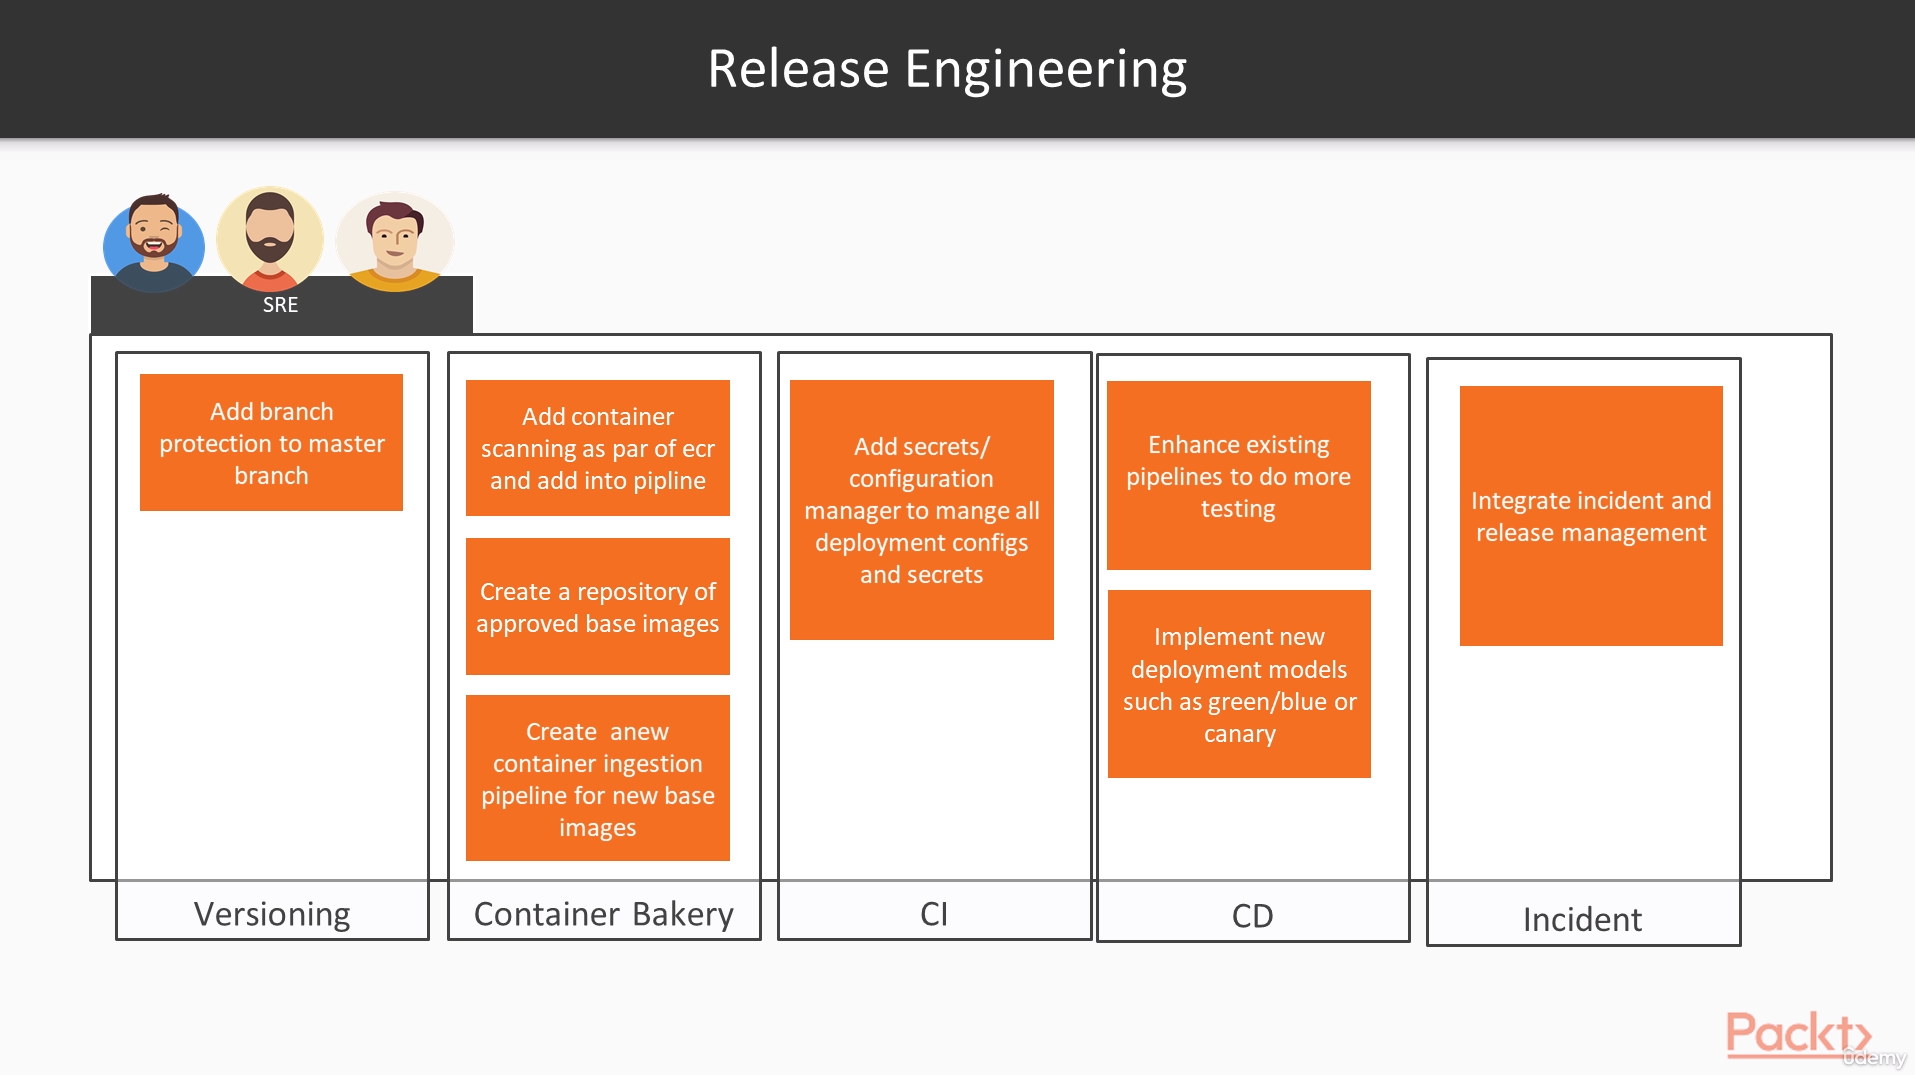 Release Engineering
SRE
Add branch
protection to master
branch
Versioning
Add container
scanning as par of ecr
and add into pipline
Create a repository of
approved base images
Create  anew
container ingestion
pipeline for new base
images
Container Bakery
Add secrets/
configuration
manager to mange all
deployment configs
and secrets
CI
Enhance existing
pipelines to do more
testing
Implement new
deployment models
such as green/blue or
canary
CD
Integrate incident and
release management
Incident
Packt>
ûdemy